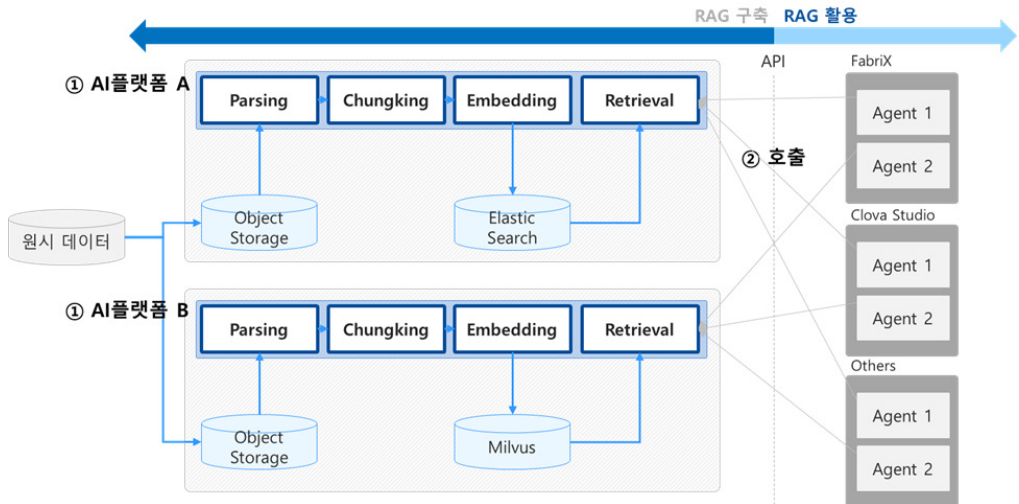 RAG 구축 RAG 활용
API
① AI플랫폼 A
Parsing
Chungking
Embedding
Retrieval
Object
Storage
Elastic
Search
원시 데이터
① AI플랫폼 B
Parsing
Chungking
Embedding
Retrieval
Object
Storage
Milvus
② 호출
FabriX
Agent 1
Agent 2
Clova Studio
Agent 1
Agent 2
Others
Agent 1
Agent 2